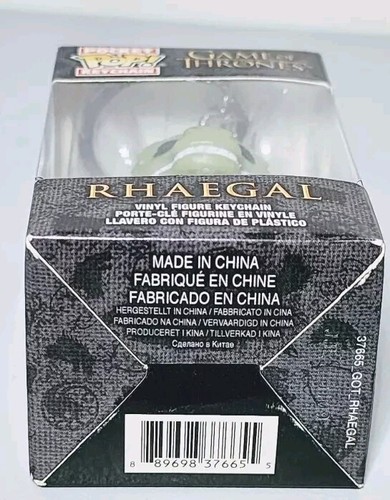 POCKET
POP!
KEYCHAIN
GAME OF
THRONES
RHAEGAL
VINYL FIGURE KEYCHAIN
PORTE-CLÉ FIGURINE EN VINYLE
LLAVERO CON FIGURA DE PLÁSTICO
MADE IN CHINA
FABRIQUÉ EN CHINE
FABRICADO EN CHINA
HERGESTELLT IN CHINA / FABBRICATO IN CINA
FABRICADO NA CHINA / VERVAARDIGD IN CHINA
PRODUCERET I KINA / TILLVERKAD I KINA
Сделано в Китае
37665 GOT: RHAEGAL
8 89698 37665 5